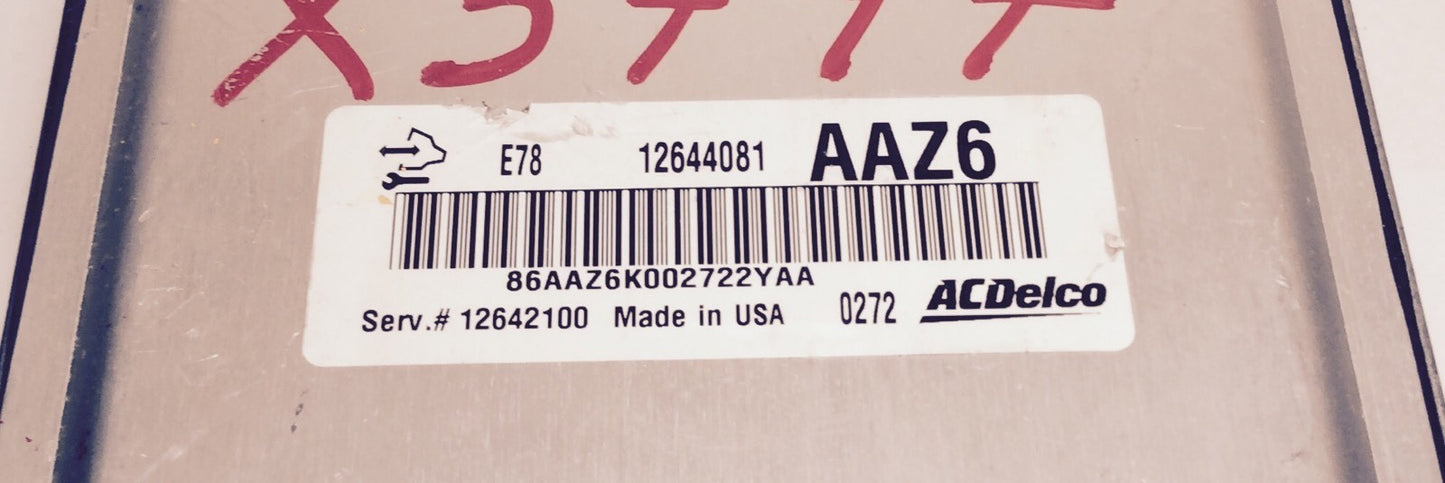 E78 12644081 AAZ6
86AAZ6K002722YAA
Serv.# 12642100 Made in USA 0272 ACDelco